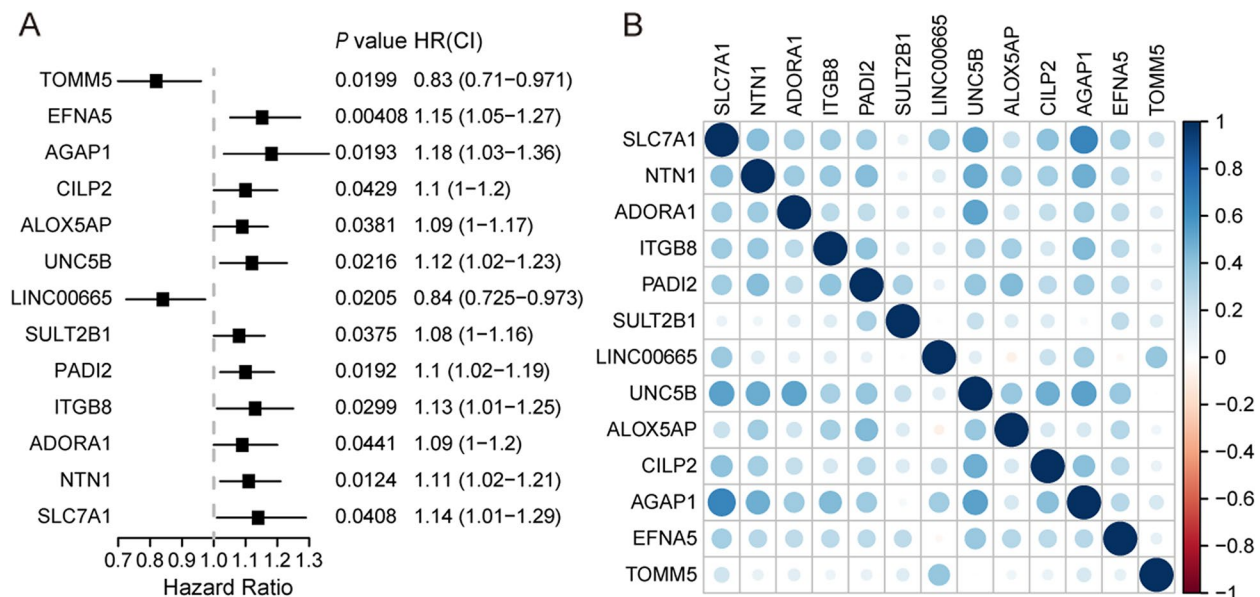 A
P value HR(CI)
TOMM5 0.0199 0.83 (0.71−0.971)
EFNA5 0.00408 1.15 (1.05−1.27)
AGAP1 0.0193 1.18 (1.03−1.36)
CILP2 0.0429 1.1 (1−1.2)
ALOX5AP 0.0381 1.09 (1−1.17)
UNC5B 0.0216 1.12 (1.02−1.23)
LINC00665 0.0205 0.84 (0.725−0.973)
SULT2B1 0.0375 1.08 (1−1.16)
PADI2 0.0192 1.1 (1.02−1.19)
ITGB8 0.0299 1.13 (1.01−1.25)
ADORA1 0.0441 1.09 (1−1.2)
NTN1 0.0124 1.11 (1.02−1.21)
SLC7A1 0.0408 1.14 (1.01−1.29)
0.7 0.8 0.9 1.0 1.1 1.2 1.3
Hazard Ratio
B
SLC7A1
NTN1
ADORA1
ITGB8
PADI2
SULT2B1
LINC00665
UNC5B
ALOX5AP
CILP2
AGAP1
EFNA5
TOMM5
SLC7A1
NTN1
ADORA1
ITGB8
PADI2
SULT2B1
LINC00665
UNC5B
ALOX5AP
CILP2
AGAP1
EFNA5
TOMM5
1
0.8
0.6
0.4
0.2
0
−0.2
−0.4
−0.6
−0.8
−1